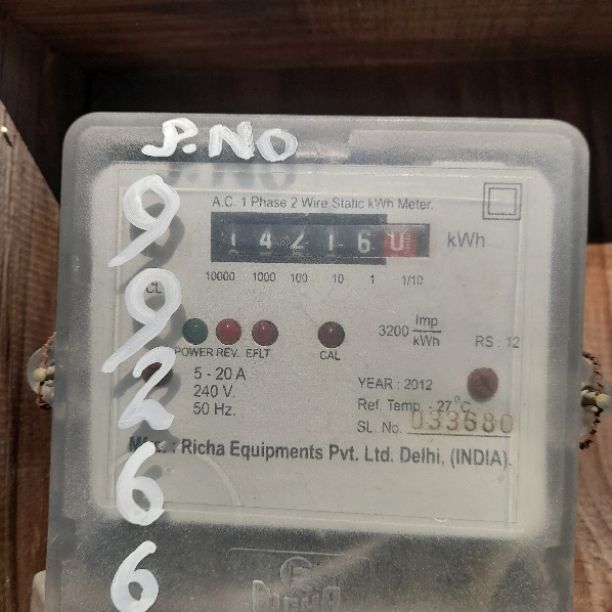 S.NO
9
9
2
6
6
A.C. 1 Phase 2 Wire Static kWh Meter.
1 4 2 1 6 0 kWh
10000 1000 100 10 1 1/10
CL
POWER REV. EFLT CAL
3200 Imp/kWh RS : 12
5 - 20 A
240 V.
50 Hz.
YEAR : 2012
Ref. Temp. : 27°C
SL. No. 033680
: Richa Equipments Pvt. Ltd. Delhi, (INDIA).